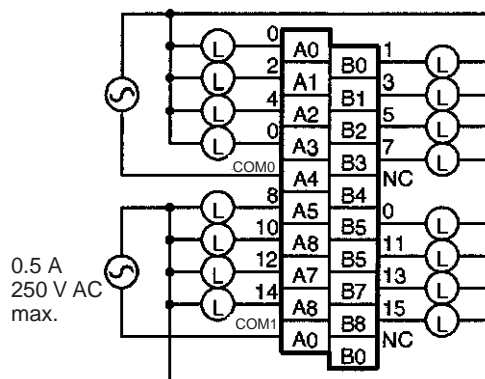 0 L A0 B0 1 L
2 L A1 B1 3 L
4 L A2 B2 5 L
0 L A3 B3 7 L
COM0 A4 B4 NC
8 L A5 B5 0 L
10 L A8 B5 11 L
12 L A7 B7 13 L
14 L A8 B8 15 L
COM1 A0 B0 NC
0.5 A
250 V AC
max.